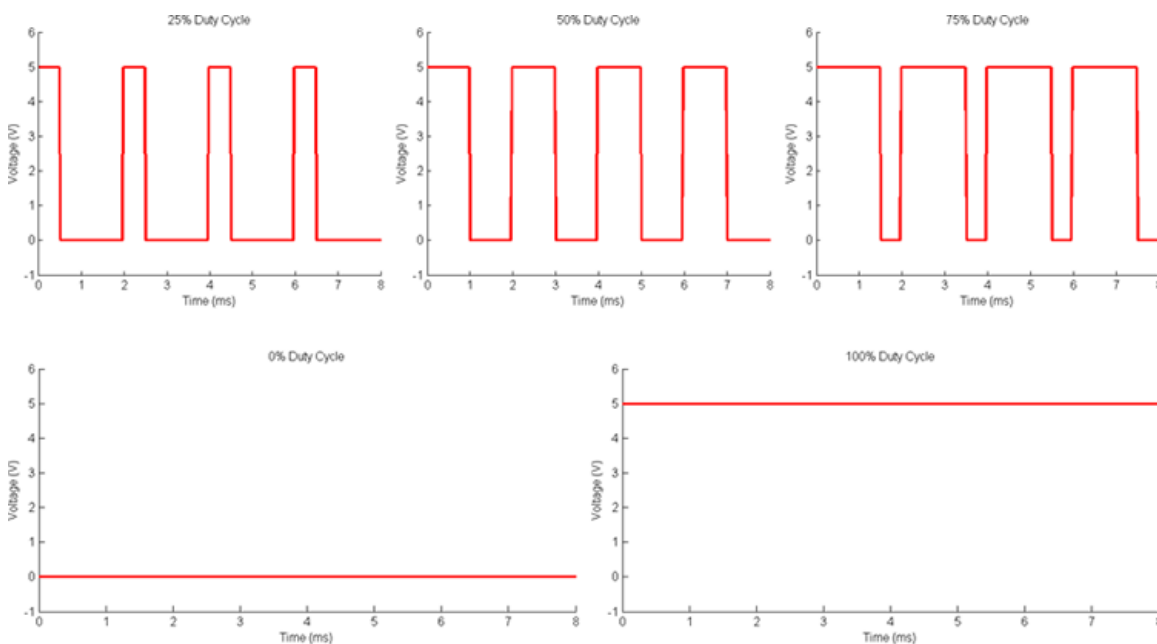 25% Duty Cycle
6
5
4
3
2
1
0
-1
Voltage (V)
0 1 2 3 4 5 6 7 8
Time (ms)
50% Duty Cycle
6
5
4
3
2
1
0
-1
Voltage (V)
0 1 2 3 4 5 6 7 8
Time (ms)
75% Duty Cycle
6
5
4
3
2
1
0
-1
Voltage (V)
0 1 2 3 4 5 6 7 8
Time (ms)
0% Duty Cycle
6
5
4
3
2
1
0
-1
Voltage (V)
0 1 2 3 4 5 6 7 8
Time (ms)
100% Duty Cycle
6
5
4
3
2
1
0
-1
Voltage (V)
0 1 2 3 4 5 6 7 8
Time (ms)